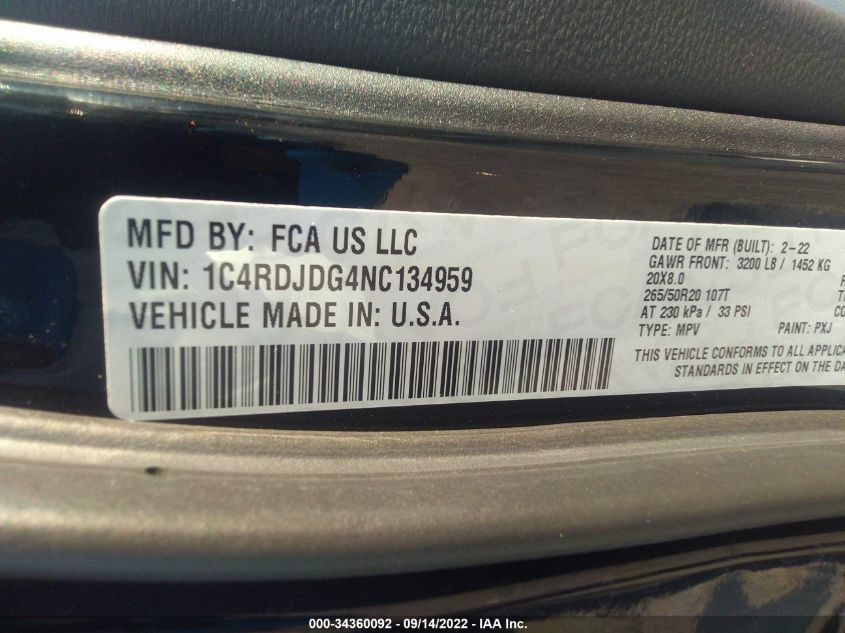 MFD BY: FCA US LLC
VIN: 1C4RDJDG4NC134959
VEHICLE MADE IN: U.S.A.
DATE OF MFR (BUILT): 2-22
GAWR FRONT: 3200 LB / 1452 KG
20X8.0
265/50R20 107T
AT 230 kPa / 33 PSI
TYPE: MPV PAINT: PXJ
THIS VEHICLE CONFORMS TO ALL APPLICA
STANDARDS IN EFFECT ON THE DA
000-34360092 - 09/14/2022 - IAA Inc.